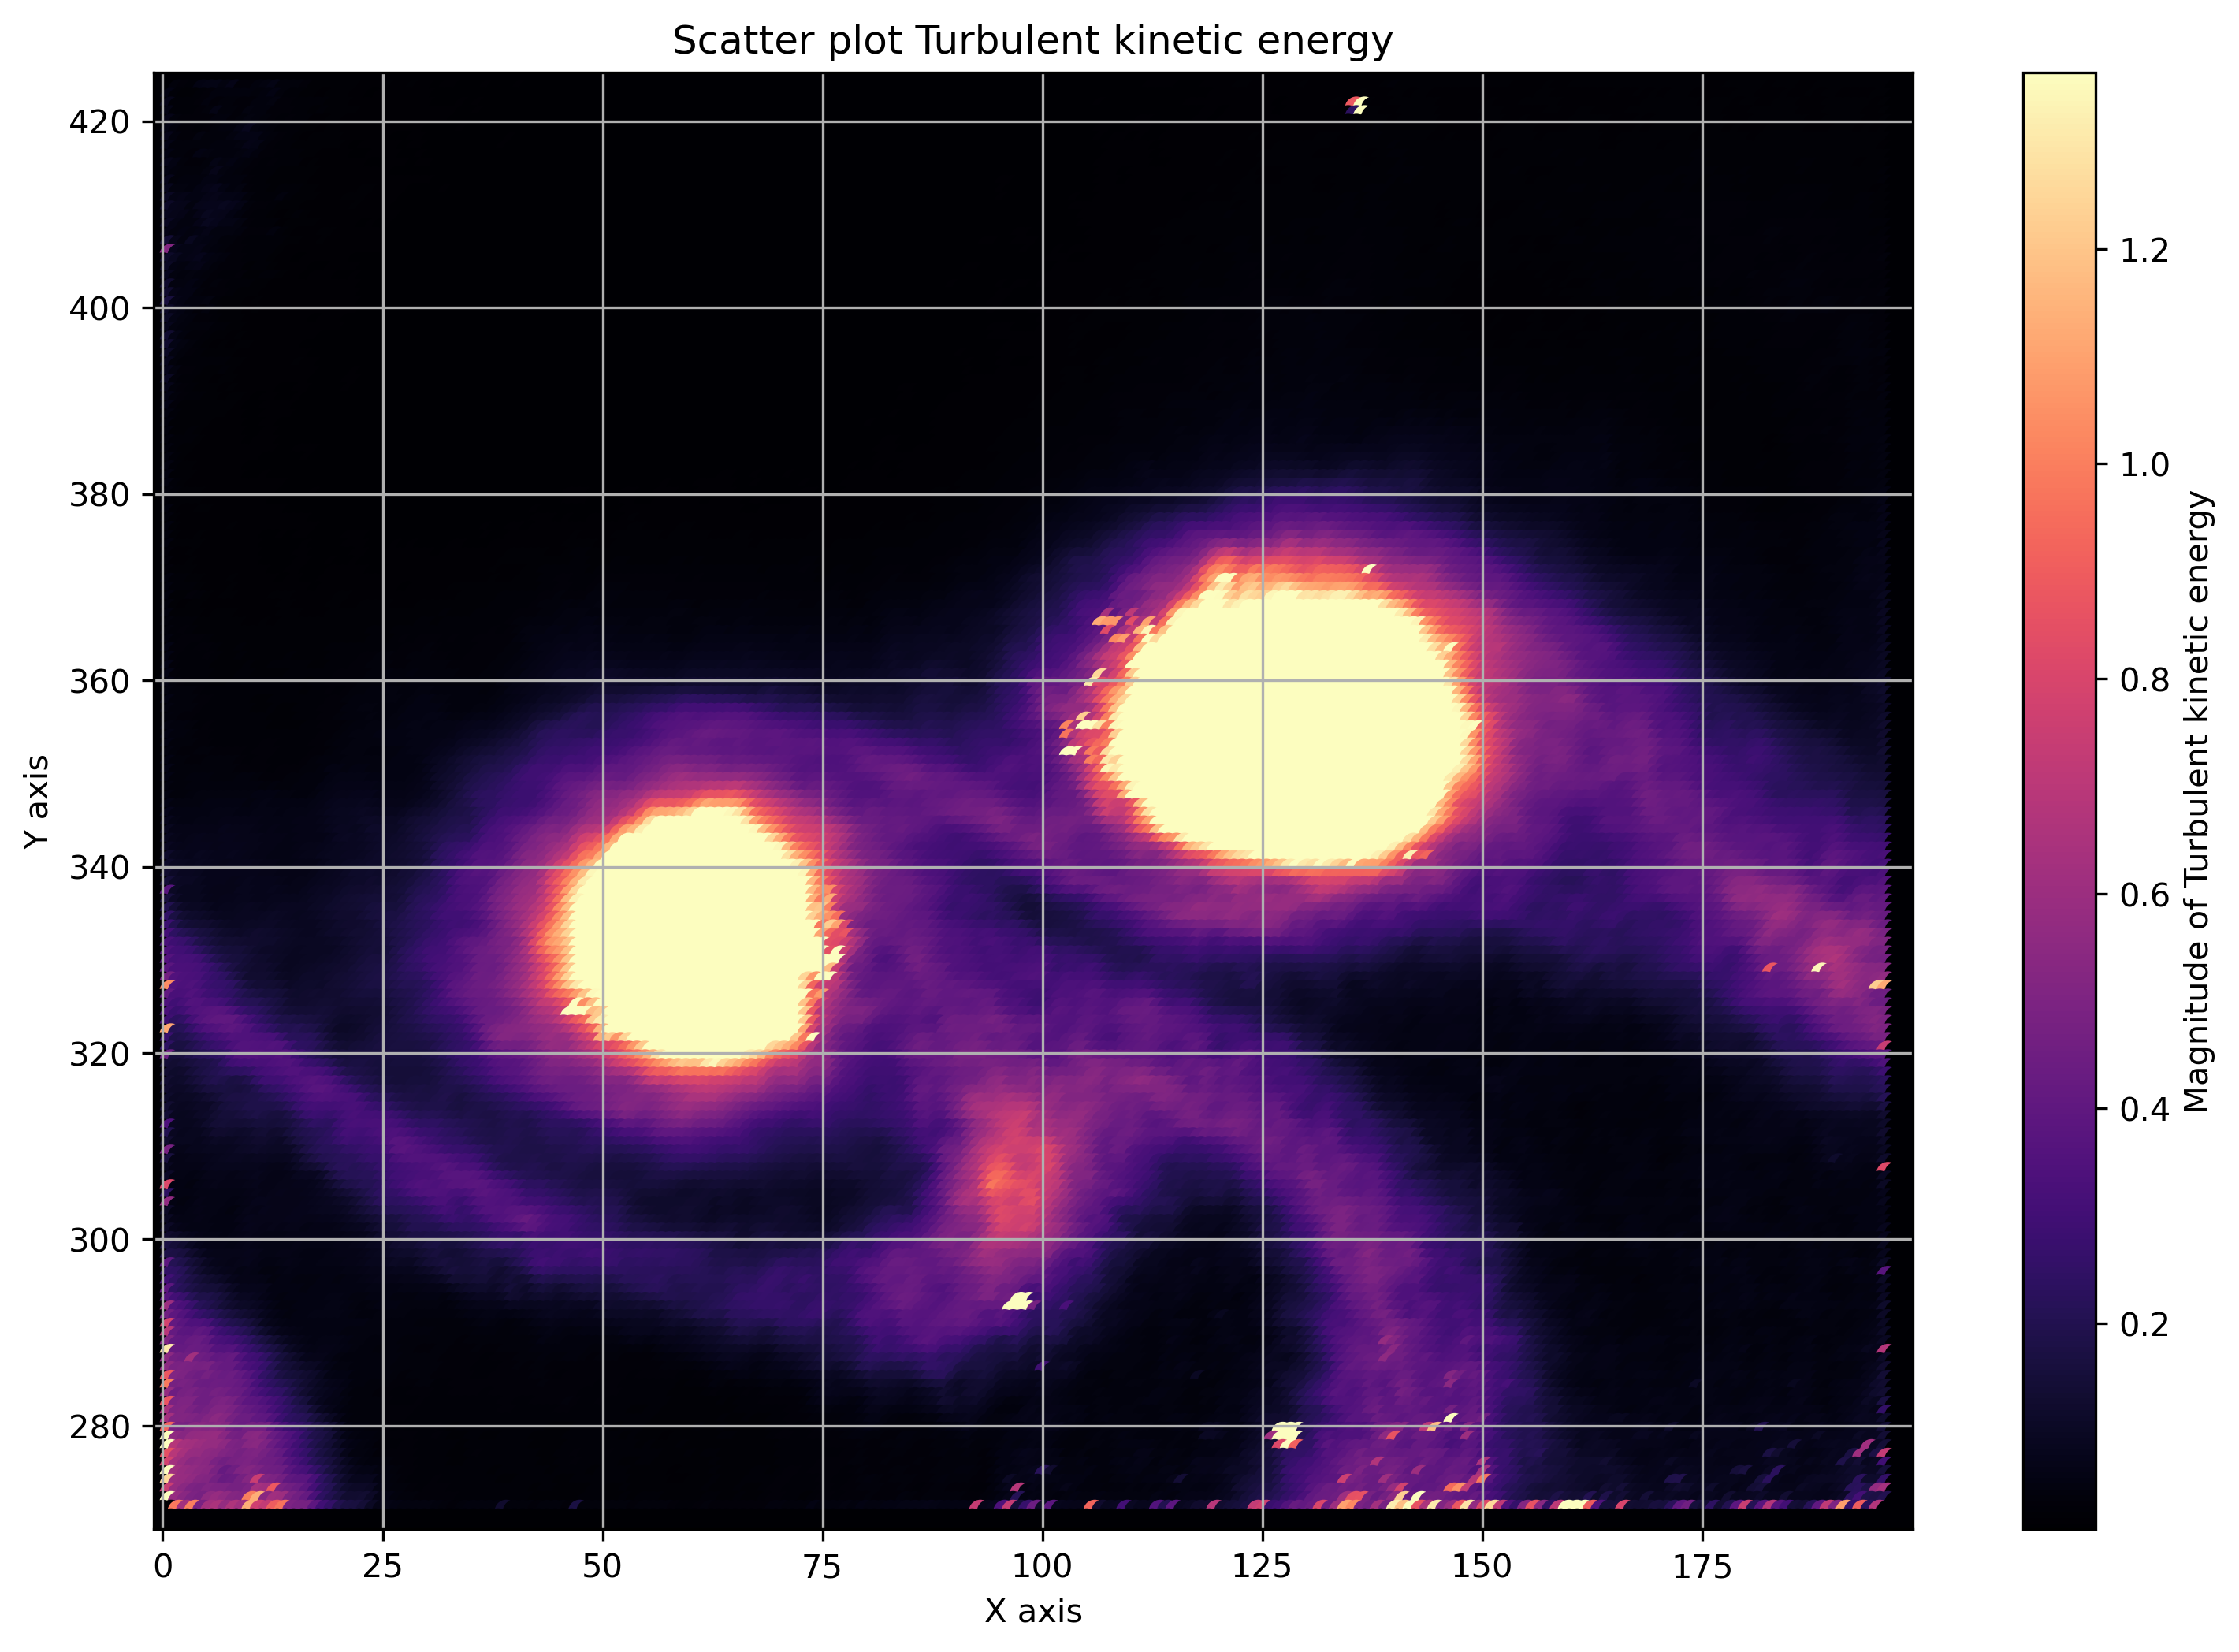 Scatter plot Turbulent kinetic energy
420
400
380
360
340
320
300
280
Y axis
0 25 50 75 100 125 150 175
X axis
1.2
1.0
0.8
0.6
0.4
0.2
Magnitude of Turbulent kinetic energy